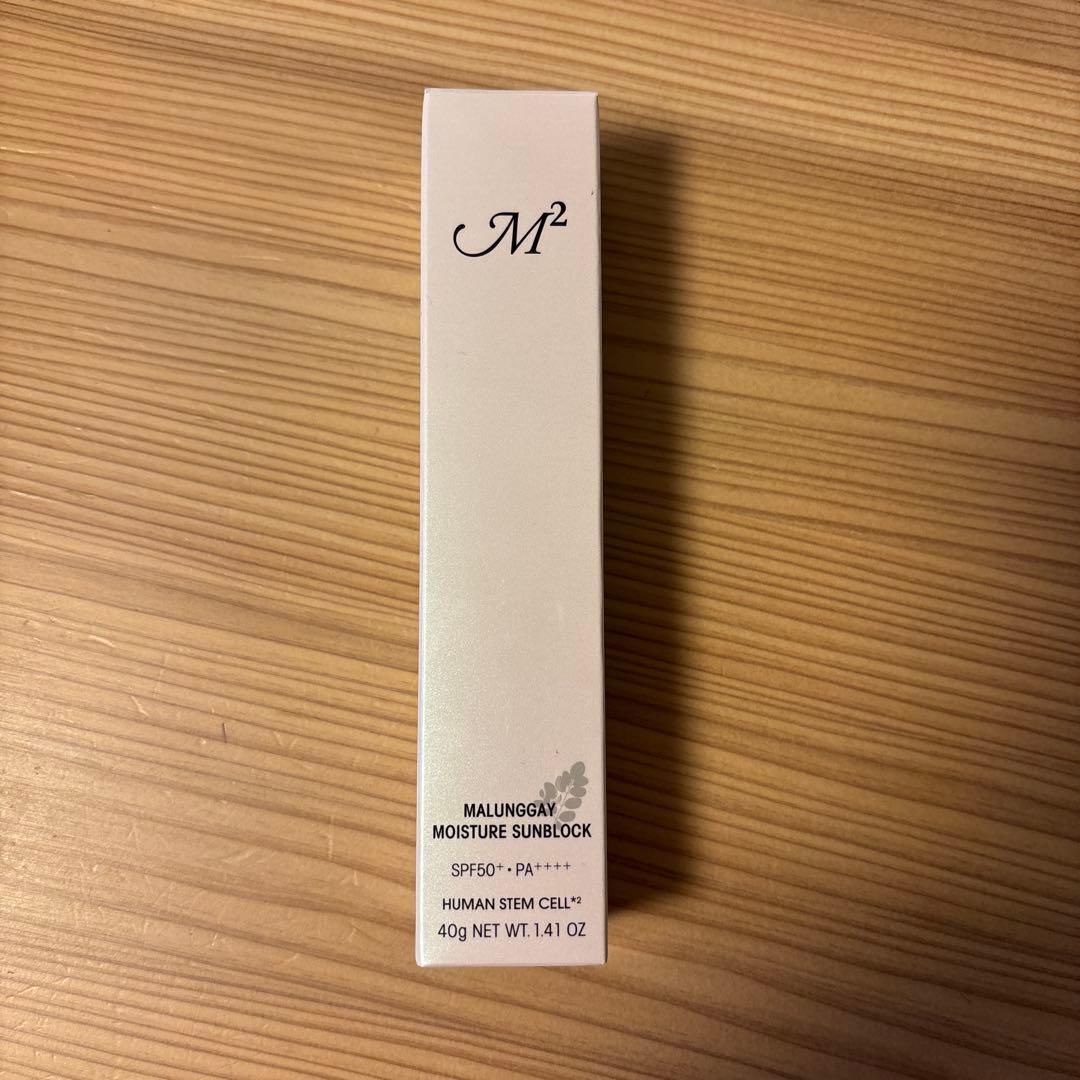 M²
MALUNGGAY
MOISTURE SUNBLOCK
SPF50⁺・PA⁺⁺⁺⁺
HUMAN STEM CELL*²
40g NET WT. 1.41 OZ